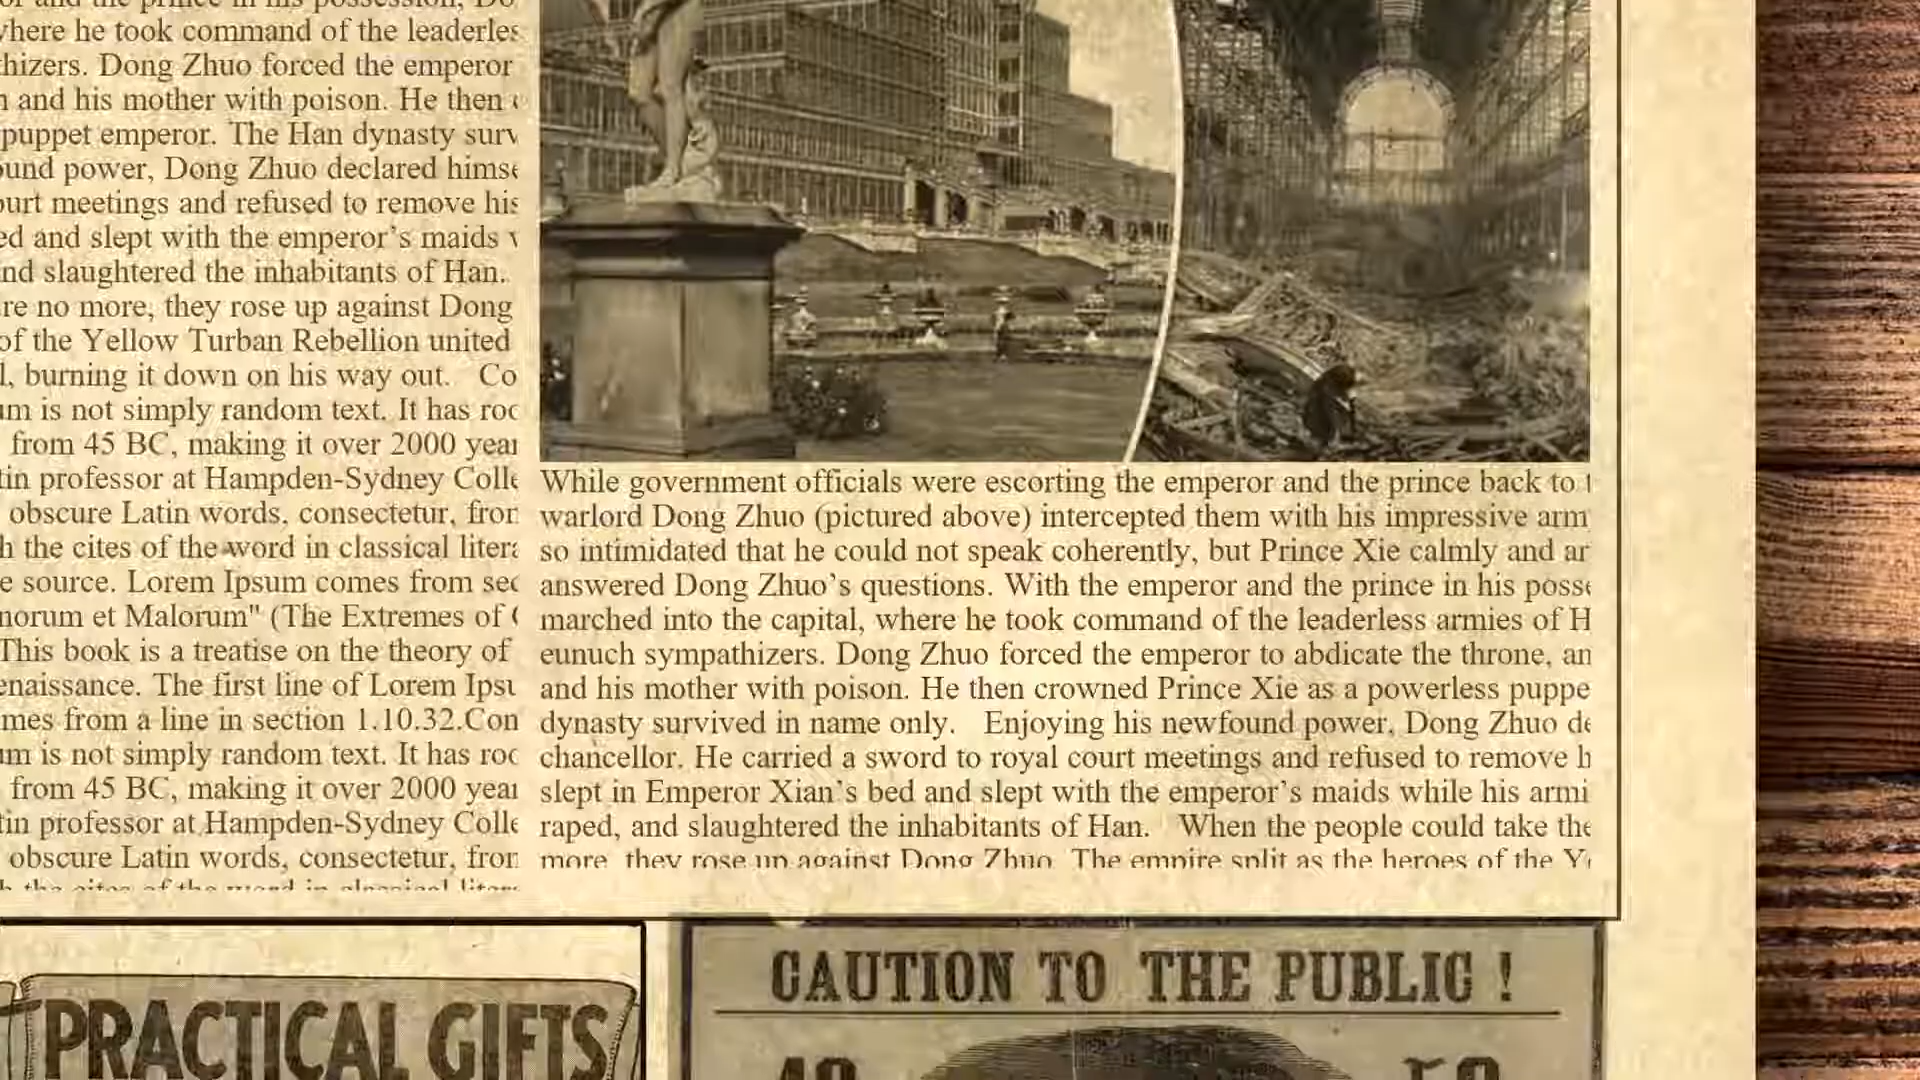 where he took command of the leaderles
thizers. Dong Zhuo forced the emperor
and his mother with poison. He then
puppet emperor. The Han dynasty surv
ound power, Dong Zhuo declared himse
ourt meetings and refused to remove his
ed and slept with the emperor's maids
nd slaughtered the inhabitants of Han.
re no more, they rose up against Dong
of the Yellow Turban Rebellion united
l, burning it down on his way out. Co
um is not simply random text. It has roo
from 45 BC, making it over 2000 year
tin professor at Hampden-Sydney Colle
obscure Latin words, consectetur, fron
h the cites of the word in classical litera
e source. Lorem Ipsum comes from sec
norum et Malorum" (The Extremes of
This book is a treatise on the theory of
enaissance. The first line of Lorem Ipsu
mes from a line in section 1.10.32.Con
um is not simply random text. It has roo
from 45 BC, making it over 2000 year
tin professor at Hampden-Sydney Colle
obscure Latin words, consectetur, fron
While government officials were escorting the emperor and the prince back to
warlord Dong Zhuo (pictured above) intercepted them with his impressive arm
so intimidated that he could not speak coherently, but Prince Xie calmly and
answered Dong Zhuo's questions. With the emperor and the prince in his posse
marched into the capital, where he took command of the leaderless armies of H
eunuch sympathizers. Dong Zhuo forced the emperor to abdicate the throne, an
and his mother with poison. He then crowned Prince Xie as a powerless puppe
dynasty survived in name only. Enjoying his newfound power, Dong Zhuo de
chancellor. He carried a sword to royal court meetings and refused to remove h
slept in Emperor Xian's bed and slept with the emperor's maids while his armi
raped, and slaughtered the inhabitants of Han. When the people could take the
more, they rose up against Dong Zhuo. The empire split as the heroes of the Y
PRACTICAL GIFTS
CAUTION TO THE PUBLIC !